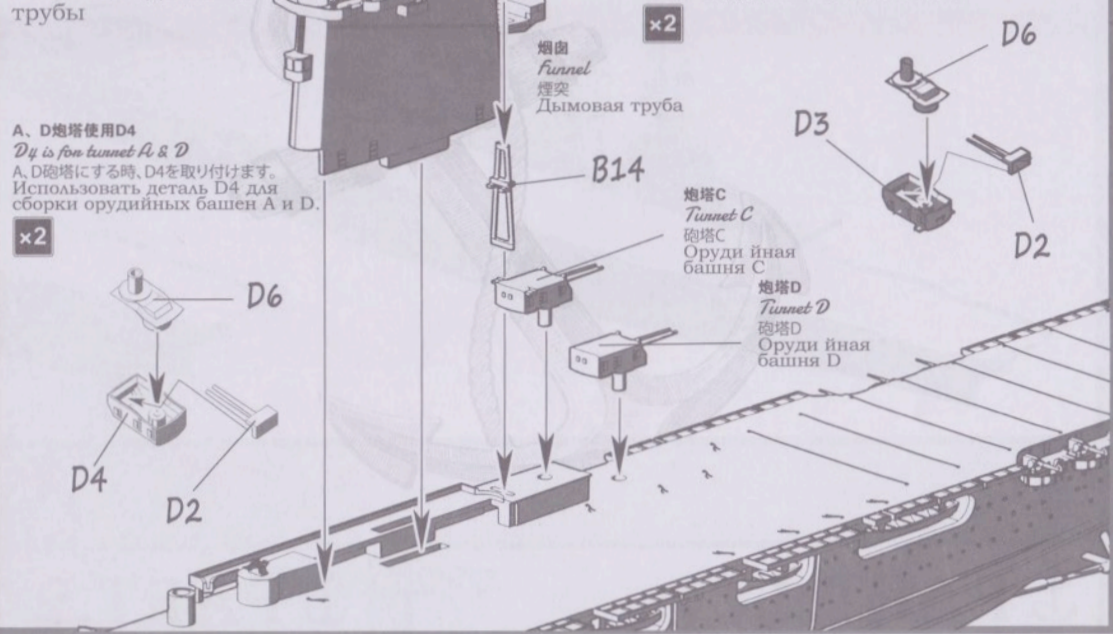 трубы
A、D炮塔使用D4
D4 is for turret A & D
A、D砲塔にする時、D4を取り付けます。
Использовать деталь D4 для
сборки орудийных башен A и D.
×2
D6
D4
D2
烟囱
Funnel
煙突
Дымовая труба
B14
炮塔C
Turret C
砲塔C
Оруди йная
башня C
炮塔D
Turret D
砲塔D
Оруди йная
башня D
×2
D6
D3
D2